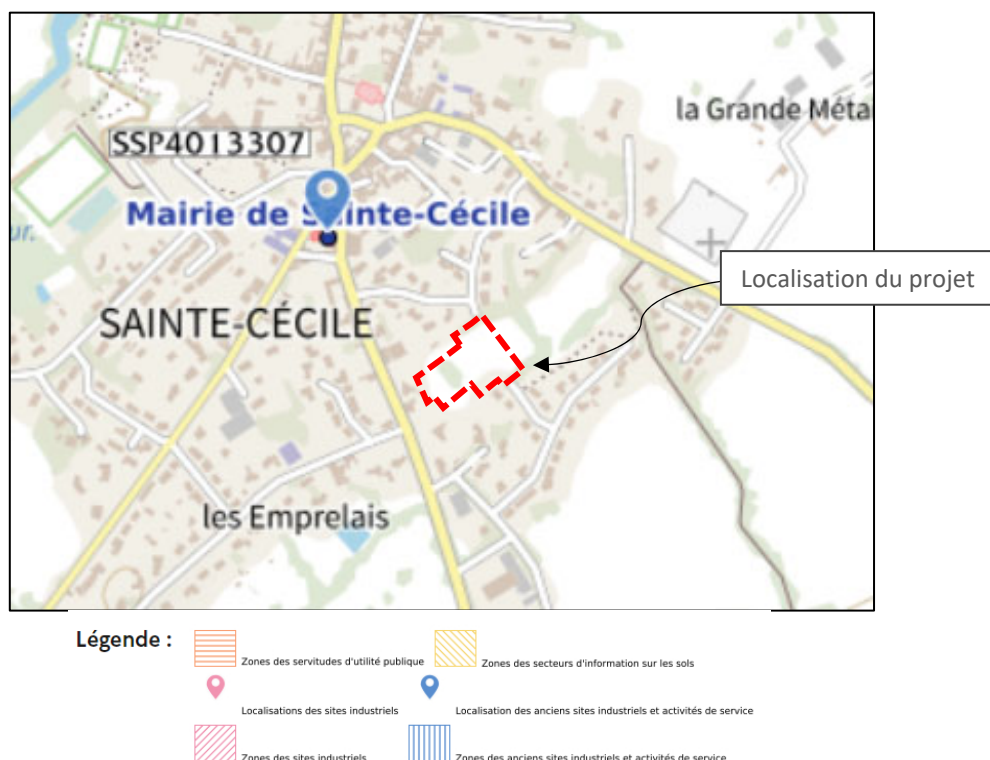 la Grande Méta
SSP4013307
Mairie de Sainte-Cécile
ur.
Localisation du projet
SAINTE-CÉCILE
les Emprelais
Légende :
Zones des servitudes d'utilité publique
Zones des secteurs d'information sur les sols
Localisations des sites industriels
Localisation des anciens sites industriels et activités de service
Zones des sites industriels
Zones des anciens sites industriels et activités de service